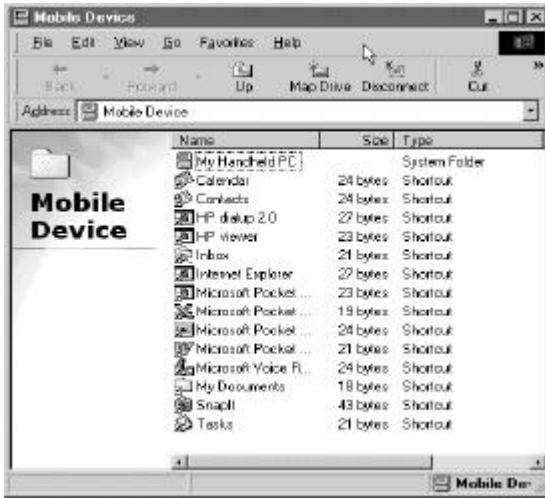 Mobile Device
File Edit View Go Favorites Help
Back Forward Up Map Drive Disconnect Cut »
Address Mobile Device
Mobile Device
Name Size Type
My Handheld PC System Folder
Calendar 24 bytes Shortcut
Contacts 24 bytes Shortcut
HP dialup 2.0 27 bytes Shortcut
HP viewer 23 bytes Shortcut
Inbox 21 bytes Shortcut
Internet Explorer 27 bytes Shortcut
Microsoft Pocket ... 23 bytes Shortcut
Microsoft Pocket ... 19 bytes Shortcut
Microsoft Pocket ... 24 bytes Shortcut
Microsoft Pocket ... 21 bytes Shortcut
Microsoft Voice R... 24 bytes Shortcut
My Documents 18 bytes Shortcut
SnapIt 43 bytes Shortcut
Tasks 21 bytes Shortcut
Mobile Dev